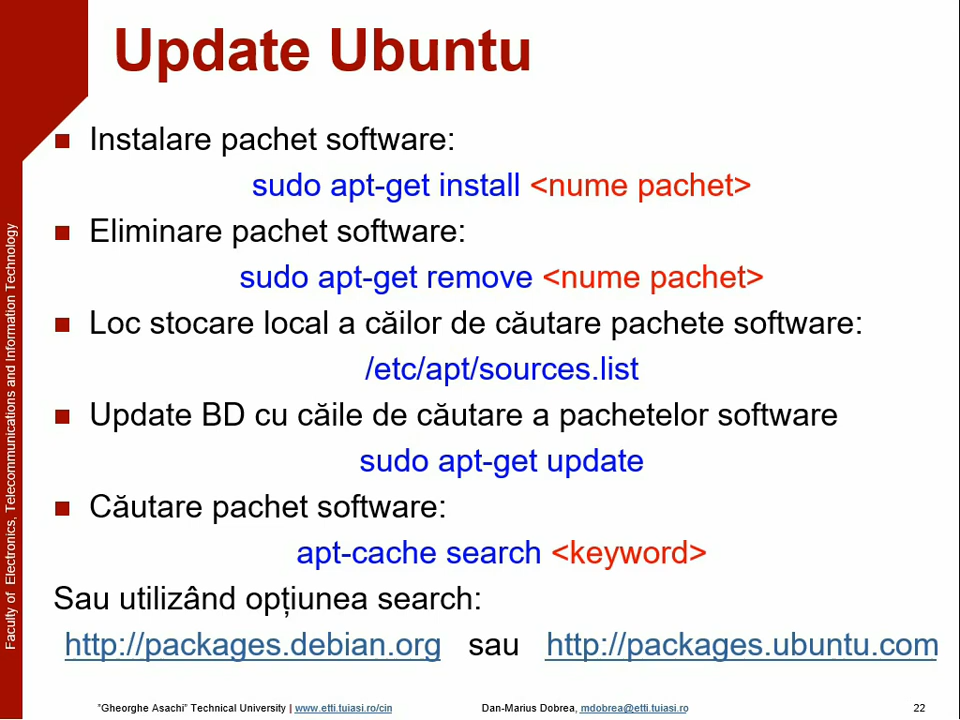 Update Ubuntu
Instalare pachet software:
sudo apt-get install <nume pachet>
Eliminare pachet software:
sudo apt-get remove <nume pachet>
Loc stocare local a căilor de căutare pachete software:
/etc/apt/sources.list
Update BD cu căile de căutare a pachetelor software
sudo apt-get update
Căutare pachet software:
apt-cache search <keyword>
Sau utilizând opțiunea search:
http://packages.debian.org sau http://packages.ubuntu.com
Faculty of Electronics, Telecommunications and Information Technology
"Gheorghe Asachi" Technical University | www.etti.tuiasi.ro/cin Dan-Marius Dobrea, mdobrea@etti.tuiasi.ro 22